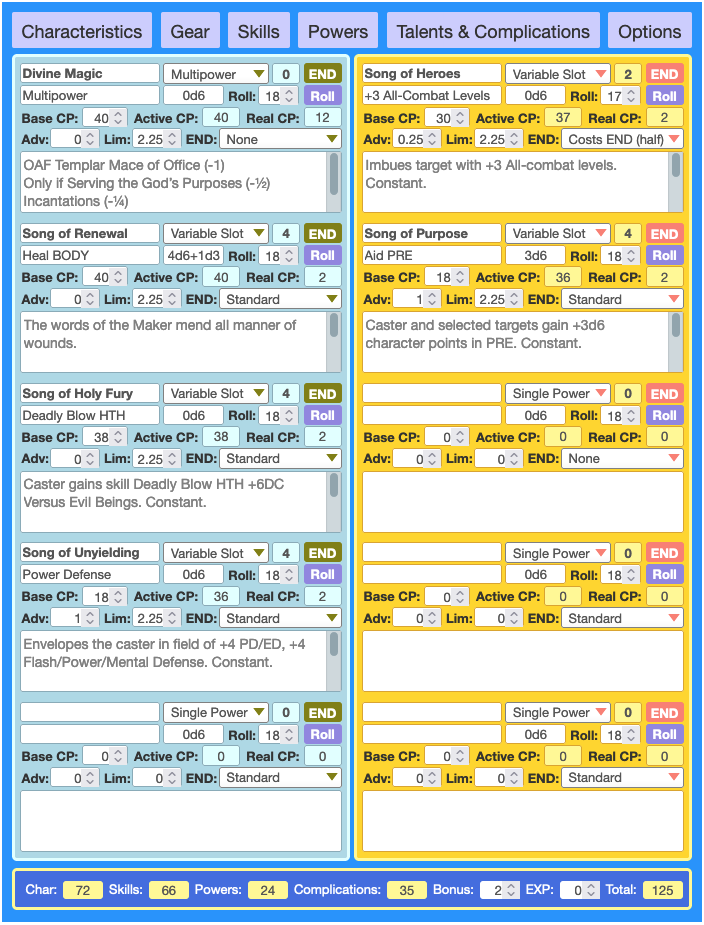 Characteristics Gear Skills Powers Talents & Complications Options
Divine Magic Multipower 0 END
Multipower 0d6 Roll: 18 Roll
Base CP: 40 Active CP: 40 Real CP: 12
Adv: 0 Lim: 2.25 END: None
OAF Templar Mace of Office (-1)
Only if Serving the God's Purposes (-½)
Incantations (-¼)
Song of Renewal Variable Slot 4 END
Heal BODY 4d6+1d3 Roll: 18 Roll
Base CP: 40 Active CP: 40 Real CP: 2
Adv: 0 Lim: 2.25 END: Standard
The words of the Maker mend all manner of
wounds.
Song of Holy Fury Variable Slot 4 END
Deadly Blow HTH 0d6 Roll: 18 Roll
Base CP: 38 Active CP: 38 Real CP: 2
Adv: 0 Lim: 2.25 END: Standard
Caster gains skill Deadly Blow HTH +6DC
Versus Evil Beings. Constant.
Song of Unyielding Variable Slot 4 END
Power Defense 0d6 Roll: 18 Roll
Base CP: 18 Active CP: 36 Real CP: 2
Adv: 1 Lim: 2.25 END: Standard
Envelopes the caster in field of +4 PD/ED, +4
Flash/Power/Mental Defense. Constant.
Single Power 0 END
0d6 Roll: 18 Roll
Base CP: 0 Active CP: 0 Real CP: 0
Adv: 0 Lim: 0 END: Standard
Song of Heroes Variable Slot 2 END
+3 All-Combat Levels 0d6 Roll: 17 Roll
Base CP: 30 Active CP: 37 Real CP: 2
Adv: 0.25 Lim: 2.25 END: Costs END (half)
Imbues target with +3 All-combat levels.
Constant.
Song of Purpose Variable Slot 4 END
Aid PRE 3d6 Roll: 18 Roll
Base CP: 18 Active CP: 36 Real CP: 2
Adv: 1 Lim: 2.25 END: Standard
Caster and selected targets gain +3d6
character points in PRE. Constant.
Single Power 0 END
0d6 Roll: 18 Roll
Base CP: 0 Active CP: 0 Real CP: 0
Adv: 0 Lim: 0 END: None
Single Power 0 END
0d6 Roll: 18 Roll
Base CP: 0 Active CP: 0 Real CP: 0
Adv: 0 Lim: 0 END: Standard
Single Power 0 END
0d6 Roll: 18 Roll
Base CP: 0 Active CP: 0 Real CP: 0
Adv: 0 Lim: 0 END: Standard
Char: 72 Skills: 66 Powers: 24 Complications: 35 Bonus: 2 EXP: 0 Total: 125